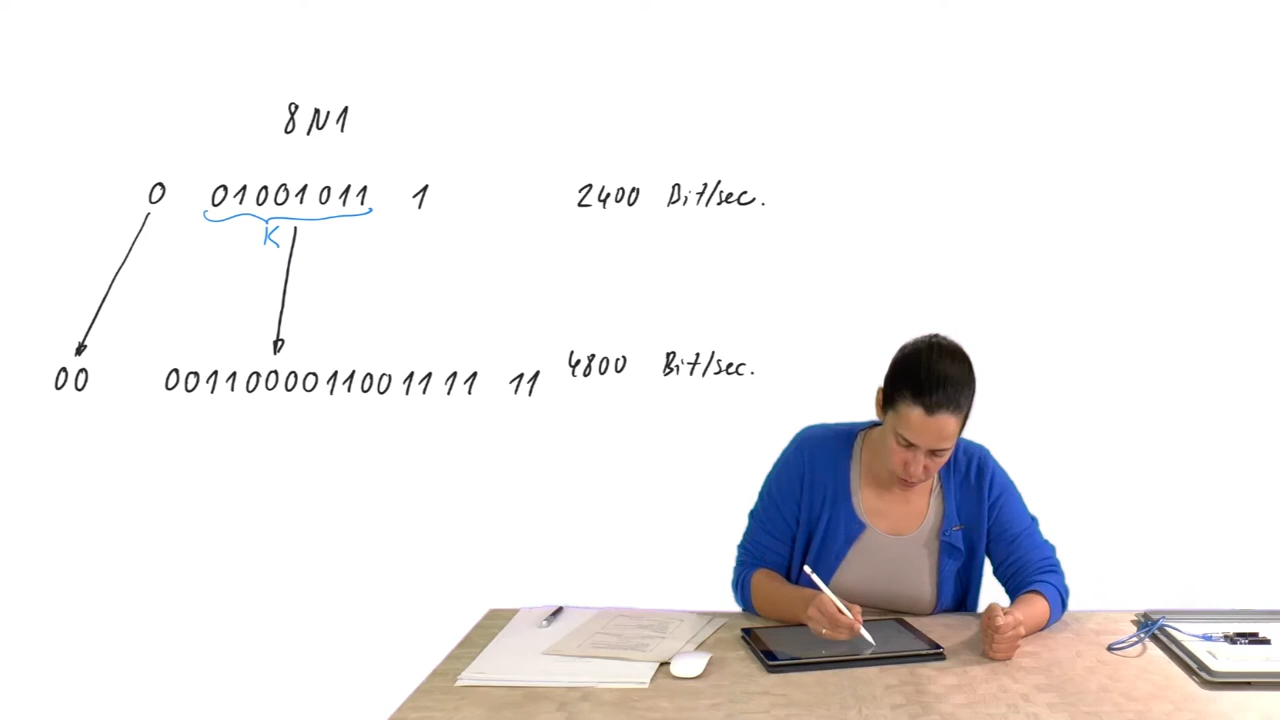 8N1
0 01001011 1 2400 Bit/sec.
K
00 0011000011001111 11 4800 Bit/sec.